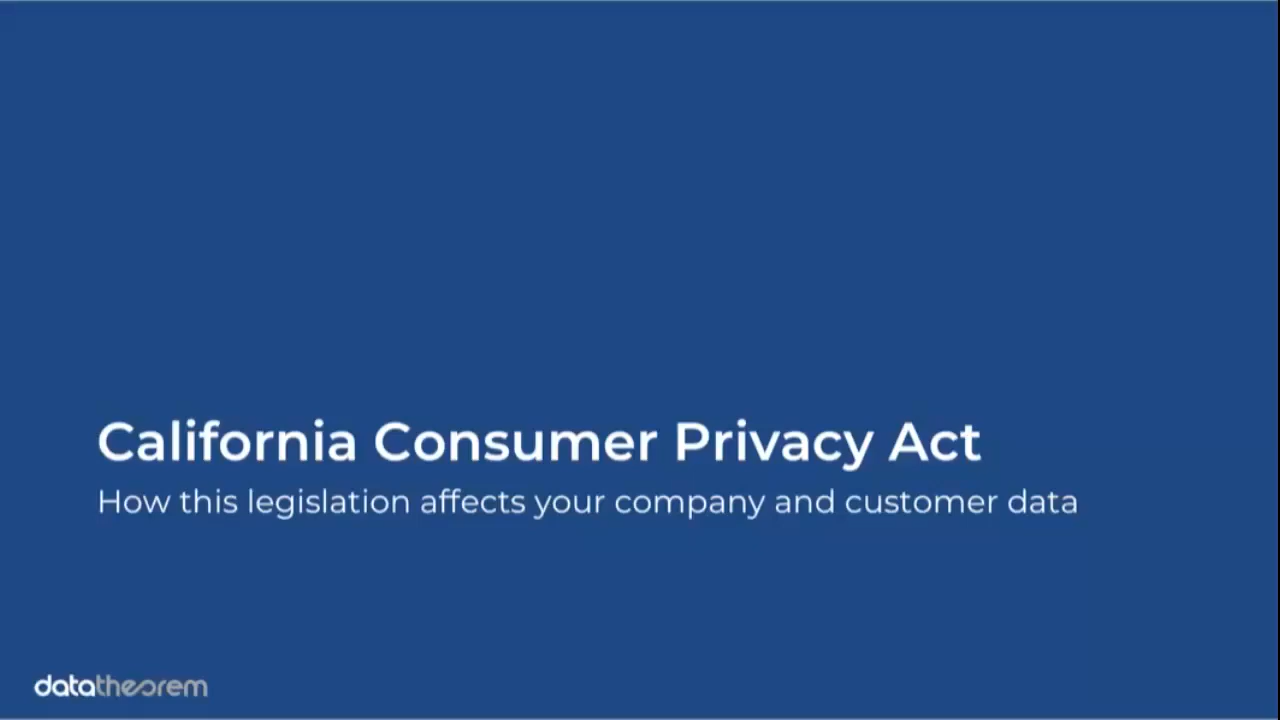 California Consumer Privacy Act
How this legislation affects your company and customer data
datatheorem